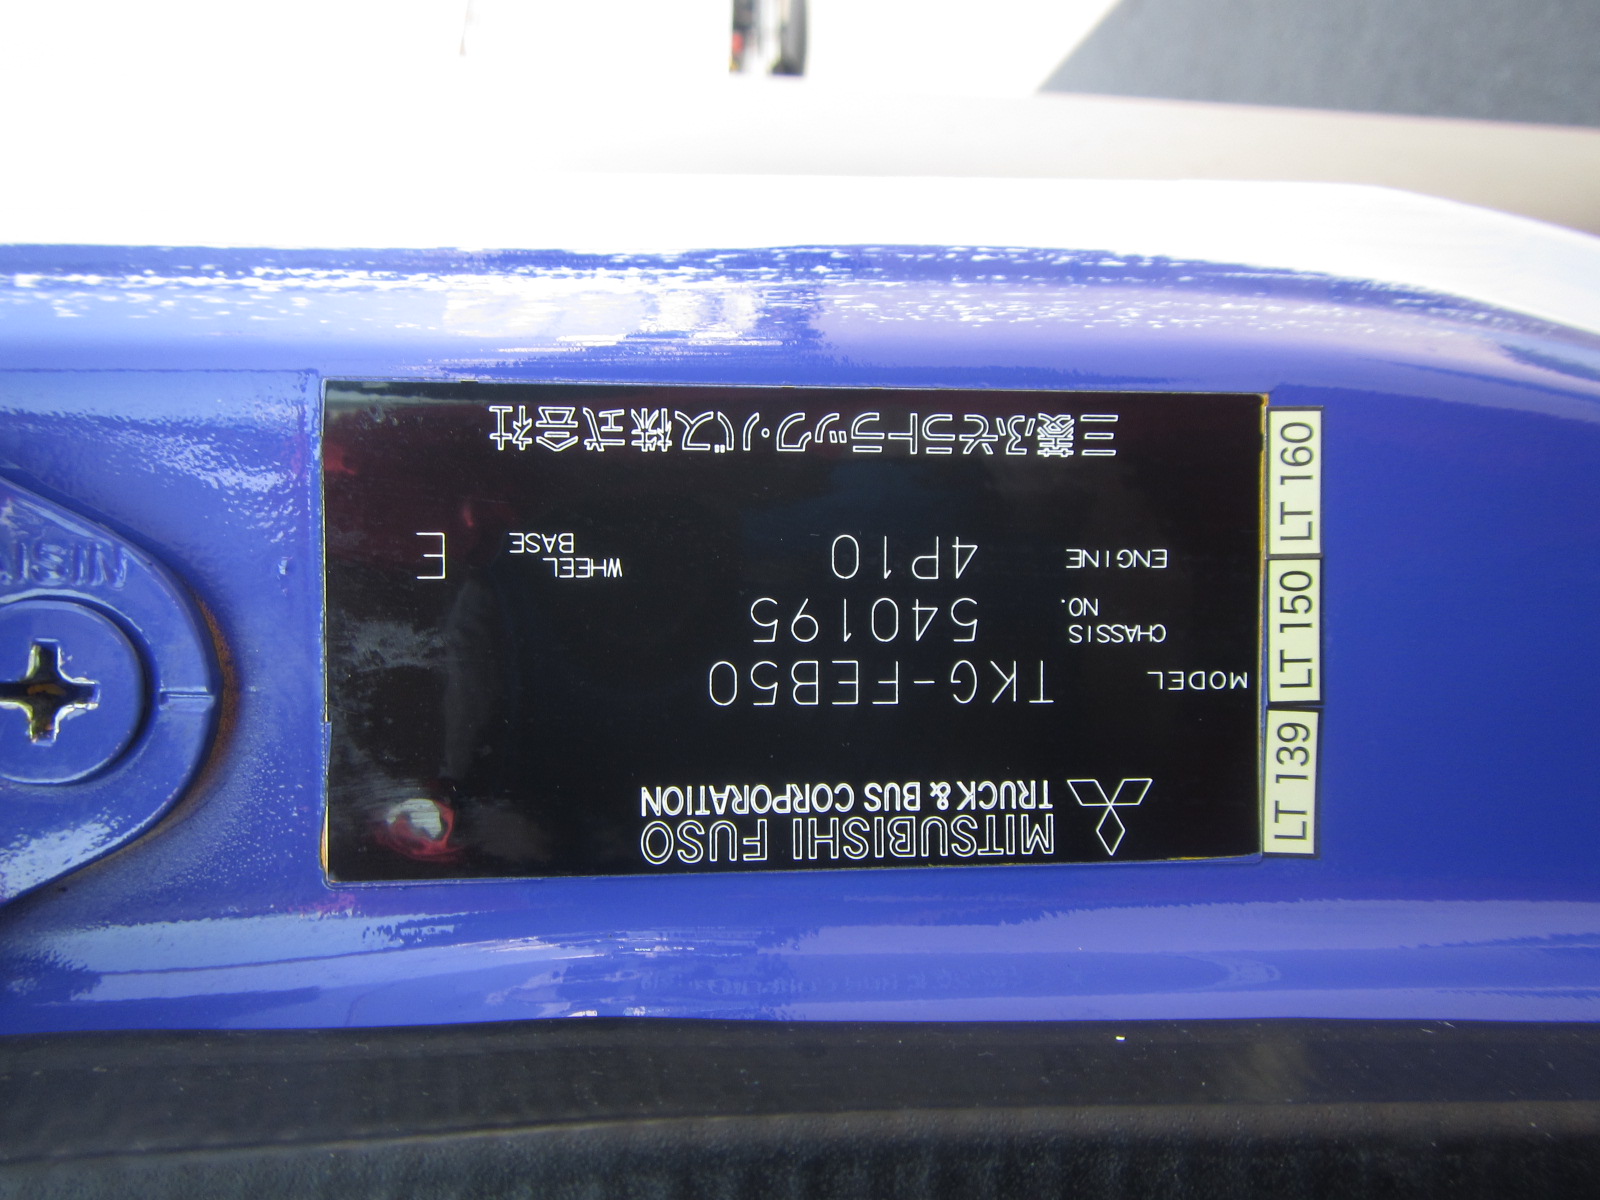 MITSUBISHI FUSO
TRUCK & BUS CORPORATION
MODEL TKG-FEB50
CHASSIS NO. 540195
ENGINE 4P10 WHEEL BASE E
三菱ふそうトラック・バス株式会社
LT 139
LT 150
LT 160